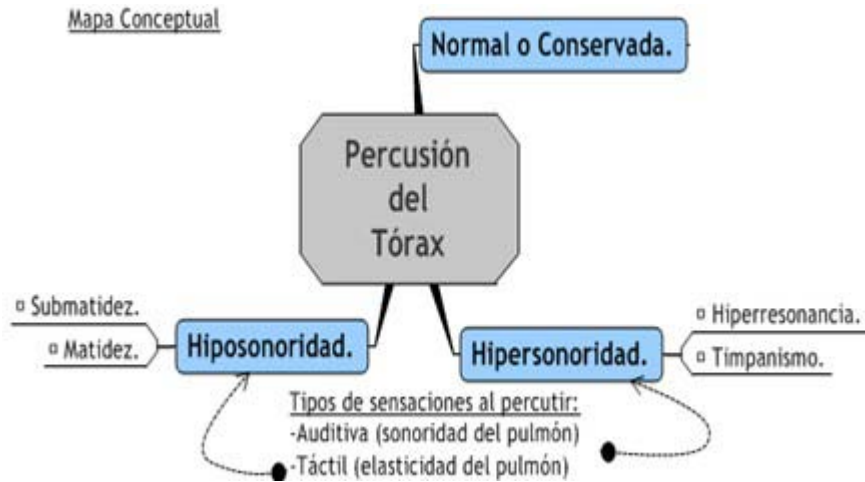 Mapa Conceptual
Normal o Conservada.
Percusión
del
Tórax
¤ Submatidez.
¤ Matidez.
Hiposonoridad.
Hipersonoridad.
¤ Hiperresonancia.
¤ Timpanismo.
Tipos de sensaciones al percutir:
-Auditiva (sonoridad del pulmón)
-Táctil (elasticidad del pulmón)